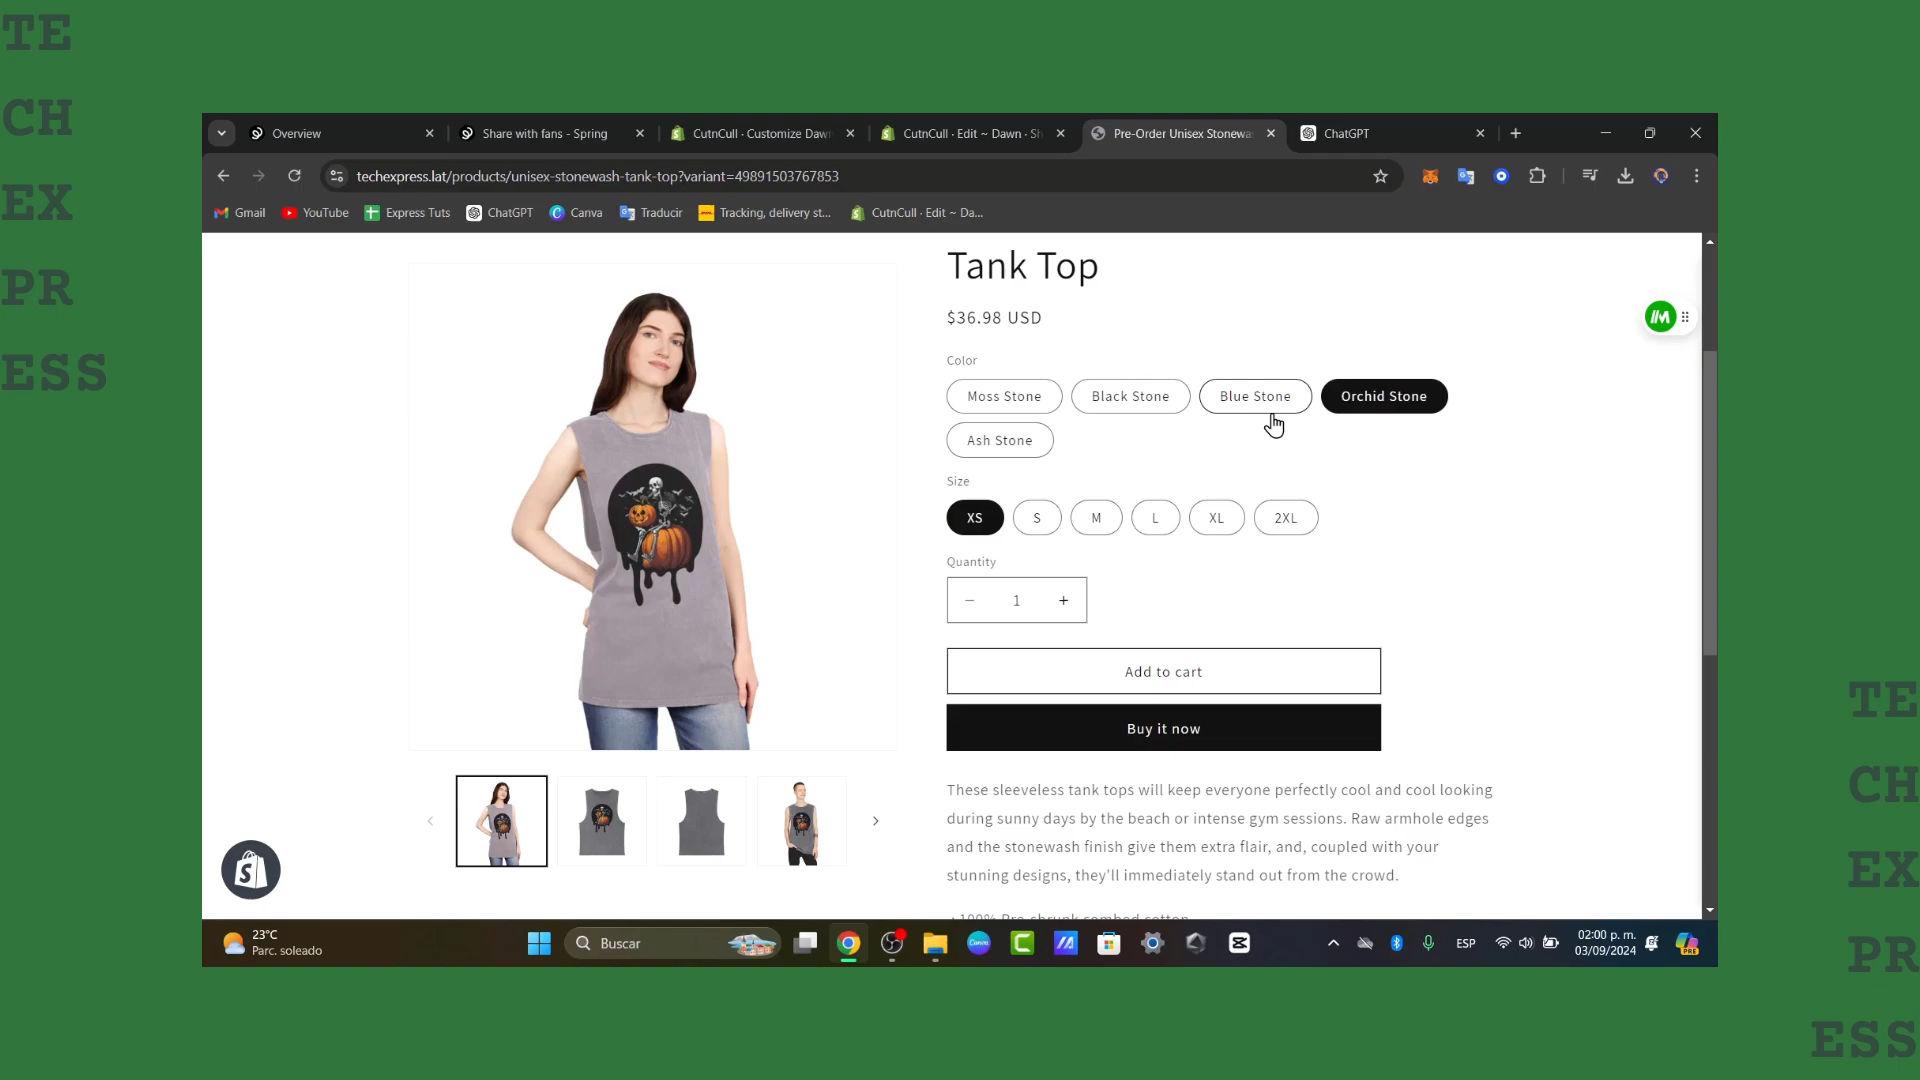 TE
CH
EX
PR
ESS
Overview
Share with fans - Spring
CutnCull · Customize Dawn
CutnCull · Edit ~ Dawn · Sh
Pre-Order Unisex Stonewa
ChatGPT
techexpress.lat/products/unisex-stonewash-tank-top?variant=49891503767853
Gmail
YouTube
Express Tuts
ChatGPT
Canva
Traducir
Tracking, delivery st...
CutnCull · Edit ~ Da...
Tank Top
$36.98 USD
Color
Moss Stone
Black Stone
Blue Stone
Orchid Stone
Ash Stone
Size
XS
S
M
L
XL
2XL
Quantity
− 1 +
Add to cart
Buy it now
These sleeveless tank tops will keep everyone perfectly cool and cool looking
during sunny days by the beach or intense gym sessions. Raw armhole edges
and the stonewash finish give them extra flair, and, coupled with your
stunning designs, they'll immediately stand out from the crowd.
100% Pre-shrunk combed cotton
23°C
Parc. soleado
Buscar
ESP
02:00 p. m.
03/09/2024
PRE
TE
CH
EX
PR
ESS